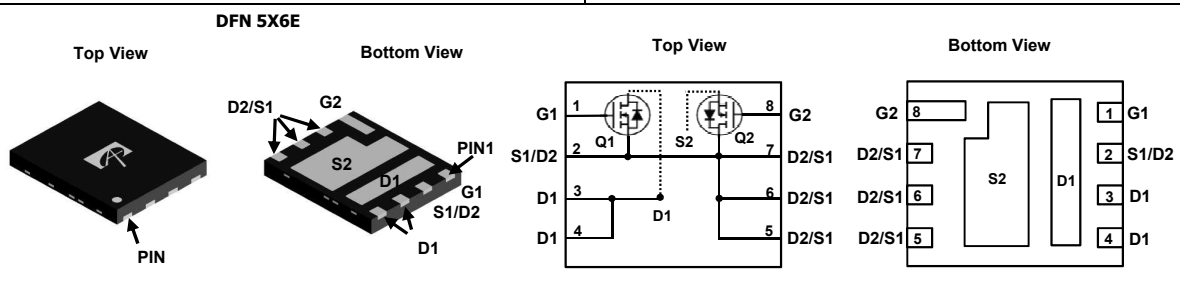 DFN 5X6E
Top View
Bottom View
Top View
Bottom View
D2/S1
G2
S2
D1
PIN1
G1
S1/D2
D1
PIN
G1 1
8 G2
Q1
S2
Q2
S1/D2 2
7 D2/S1
D1 3
6 D2/S1
D1
D1 4
5 D2/S1
G2 8
1 G1
D2/S1 7
2 S1/D2
S2
D1
D2/S1 6
3 D1
D2/S1 5
4 D1